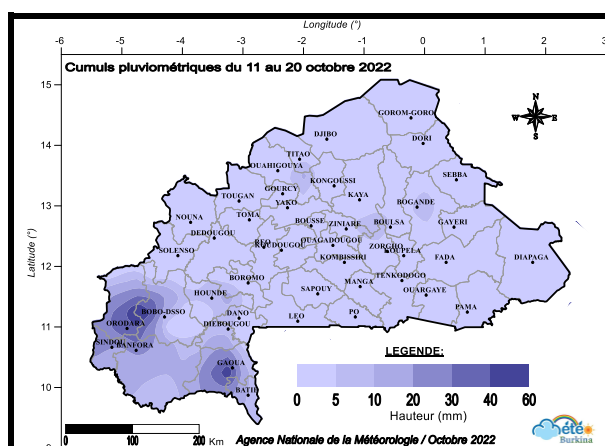 Longitude (°)
-6 -5 -4 -3 -2 -1 0 1 2 3
Cumuls pluviométriques du 11 au 20 octobre 2022
15
14
13
12
11
10
Latitude (°)
N
W E
S
GOROM-GORO
DJIBO
DORI
TITAO
OUAHIGOUYA
KONGOUSSI
SEBBA
GOURCY
TOUGAN
YAKO
KAYA
BOGANDE
NOUNA
TOMA
BOUSSE
ZINIARE
BOULSA
GAYERI
DEDOUGOU
KOUDOUGOU
OUAGADOUGOU
ZORGHO
KOUPELA
SOLENSO
KOMBISSIRI
FADA
DIAPAGA
BOROMO
TENKODOGO
MANGA
HOUNDE
SAPOUY
OUARGAYE
BOBO-DSSO
DANO
LEO
PO
PAMA
ORODARA
DIEBOUGOU
SINDOU
BANFORA
GAOUA
BATIE
LEGENDE:
0 5 10 20 30 40 60
Hauteur (mm)
0 100 200 Km
Agence Nationale de la Météorologie / Octobre 2022
météo
Burkina